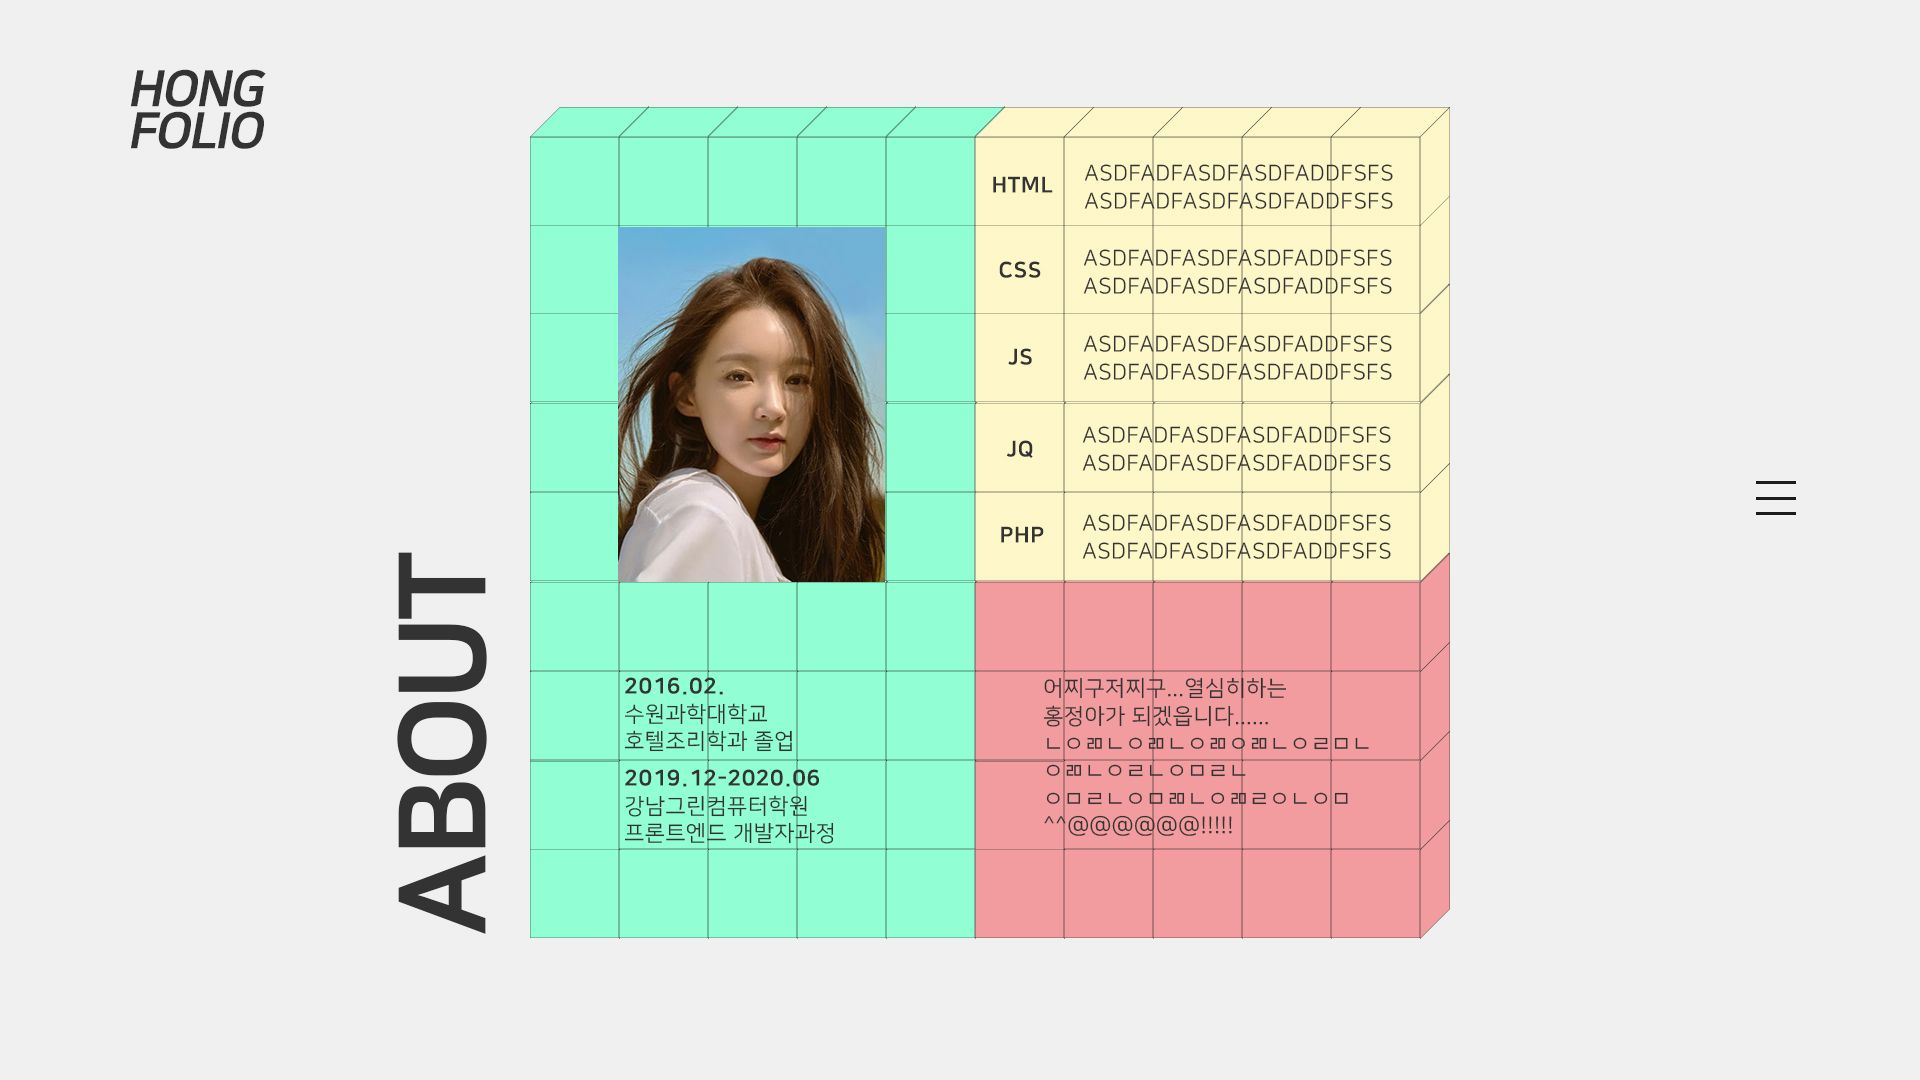 HONG
FOLIO
ABOUT
HTML
ASDFADFASDFASDFADDFSFS
ASDFADFASDFASDFADDFSFS
CSS
ASDFADFASDFASDFADDFSFS
ASDFADFASDFASDFADDFSFS
JS
ASDFADFASDFASDFADDFSFS
ASDFADFASDFASDFADDFSFS
JQ
ASDFADFASDFASDFADDFSFS
ASDFADFASDFASDFADDFSFS
PHP
ASDFADFASDFASDFADDFSFS
ASDFADFASDFASDFADDFSFS
2016.02.
수원과학대학교
호텔조리학과 졸업
2019.12-2020.06
강남그린컴퓨터학원
프론트엔드 개발자과정
어찌구저찌구...열심히하는
홍정아가 되겠읍니다......
ㄴㅇㄻㄴㅇㄻㄴㅇㄻㅇㄻㄴㅇㄹㅁㄴ
ㅇㄻㄴㅇㄹㄴㅇㅁㄹㄴ
ㅇㅁㄹㄴㅇㅁㄻㄴㅇㄻㄹㅇㄴㅇㅁ
^^@@@@@@!!!!!